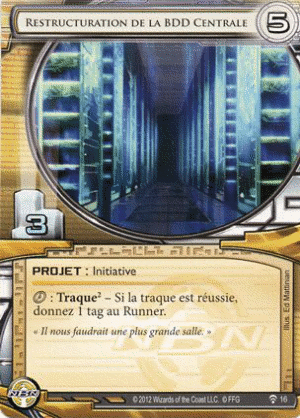 Restructuration de la BDD Centrale
5
3
PROJET : Initiative
: Traque² – Si la traque est réussie,
donnez 1 tag au Runner.
« Il nous faudrait une plus grande salle. »
Illus. Ed Mattinian
NBN
NBN
© 2012 Wizards of the Coast LLC. © FFG
16